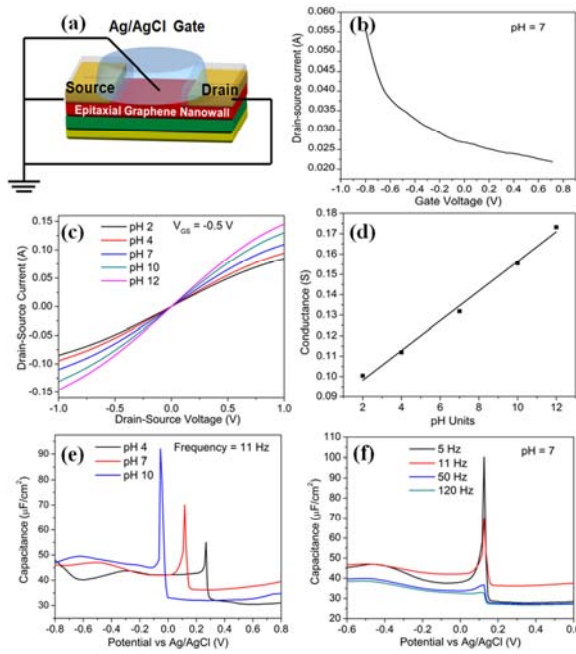 (a)
Ag/AgCl Gate
Source
Drain
Epitaxial Graphene Nanowall
(b)
pH = 7
Drain-source current (A)
0.060
0.055
0.050
0.045
0.040
0.035
0.030
0.025
0.020
-1.0 -0.8 -0.6 -0.4 -0.2 0.0 0.2 0.4 0.6 0.8
Gate Voltage (V)
(c)
pH 2
pH 4
pH 7
pH 10
pH 12
VGS = -0.5 V
Drain-Source Current (A)
0.15
0.10
0.05
0.00
-0.05
-0.10
-0.15
-1.0 -0.5 0.0 0.5 1.0
Drain-Source Voltage (V)
(d)
Conductance (S)
0.18
0.17
0.16
0.15
0.14
0.13
0.12
0.11
0.10
0.09
2 4 6 8 10 12
pH Units
(e)
pH 4
pH 7
pH 10
Frequency = 11 Hz
Capacitance (µF/cm²)
90
80
70
60
50
40
30
-0.8 -0.6 -0.4 -0.2 0.0 0.2 0.4 0.6 0.8
Potential vs Ag/AgCl (V)
(f)
5 Hz
11 Hz
50 Hz
120 Hz
pH = 7
Capacitance (µF/cm²)
110
100
90
80
70
60
50
40
30
20
-0.6 -0.4 -0.2 0.0 0.2 0.4 0.6
Potential vs Ag/AgCl (V)